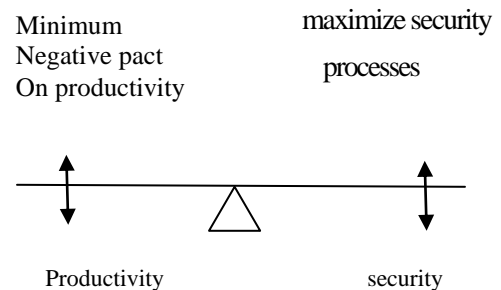 Minimum
Negative pact
On productivity
maximize security
processes
Productivity
security